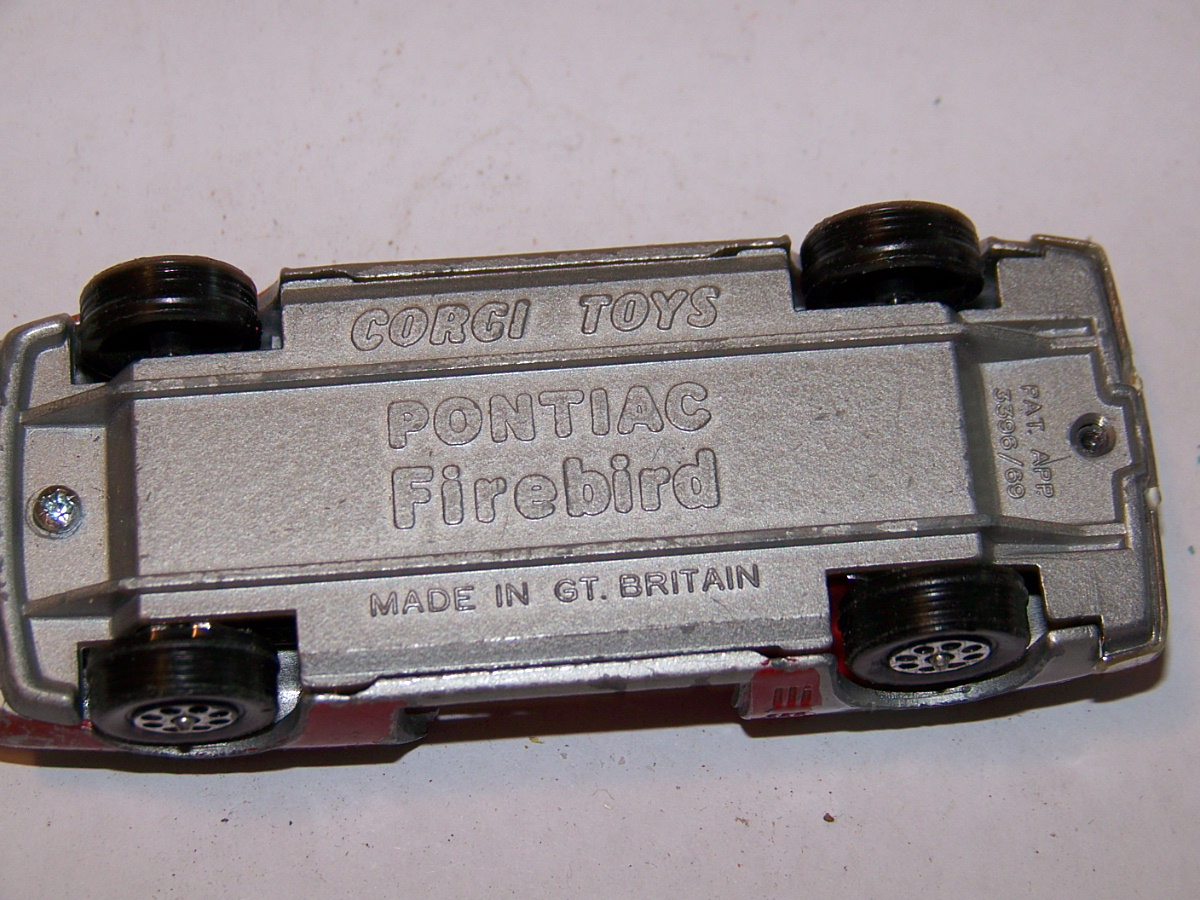 CORGI TOYS
PONTIAC
Firebird
MADE IN GT. BRITAIN
PAT. APP.
3396/69